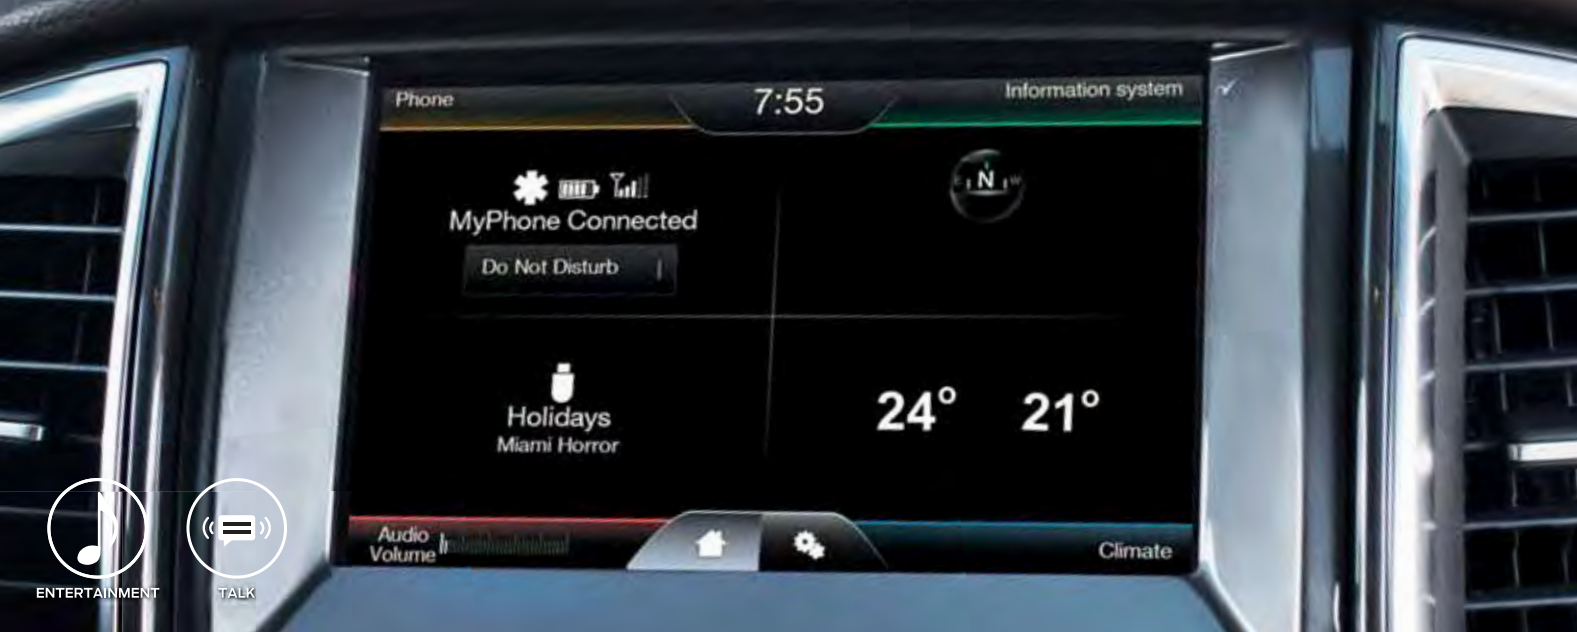 Phone
7:55
Information system
N
MyPhone Connected
Do Not Disturb
Holidays
Miami Horror
24° 21°
Audio
Volume
Climate
ENTERTAINMENT
TALK